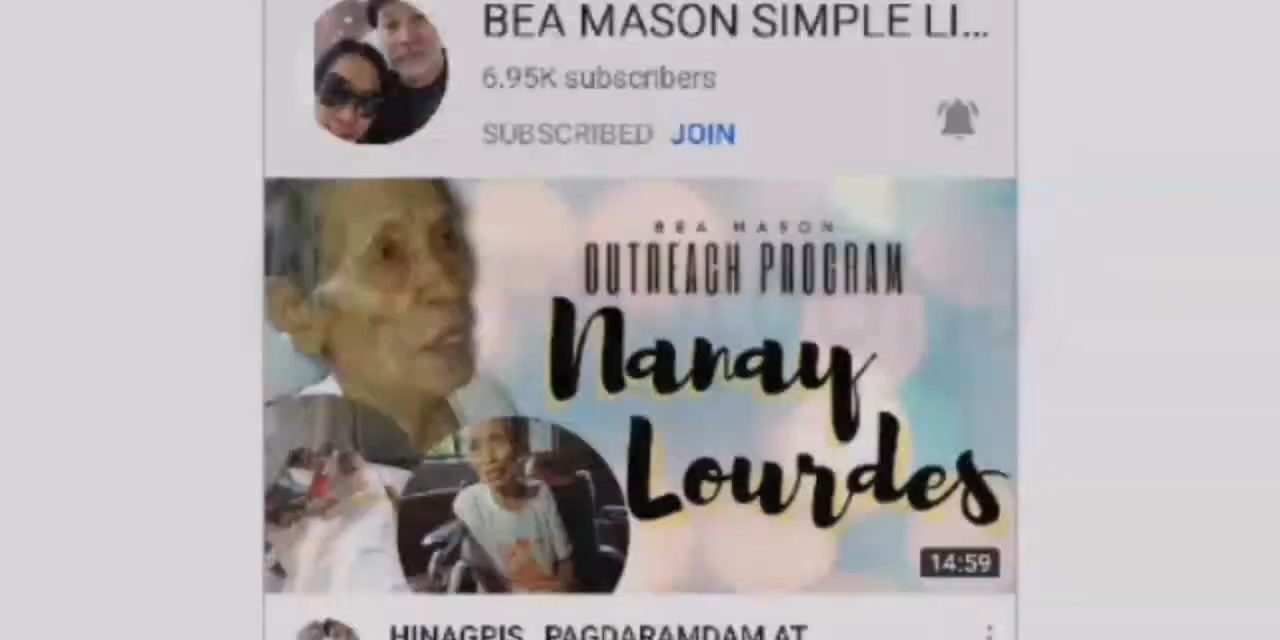 BEA MASON SIMPLE LI...
6.95K subscribers
SUBSCRIBED JOIN
BEA MASON
OUTREACH PROGRAM
Nanay
Lourdes
14:59
HINAGPIS, PAGDARAMDAM AT